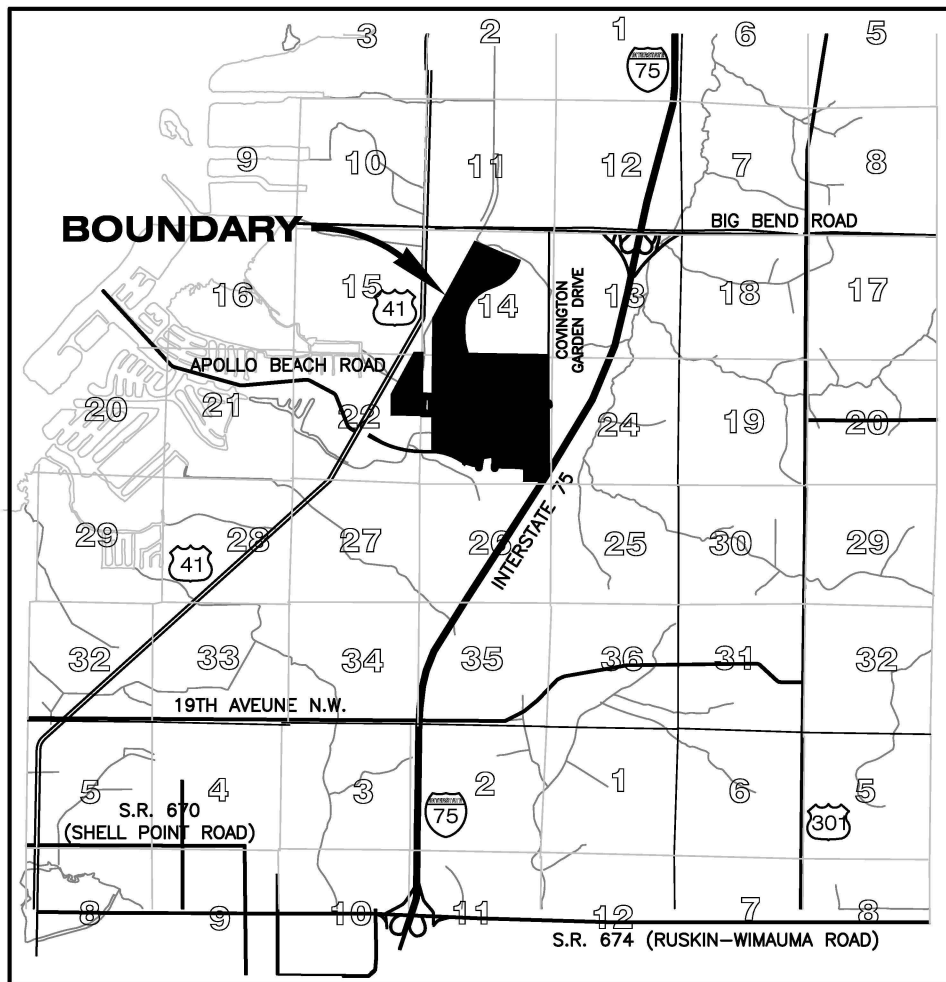 3 2 1 6 5
INTERSTATE
75
9 10 11 12 7 8
BOUNDARY
BIG BEND ROAD
16 15 14 13 18 17
41
COVINGTON
GARDEN DRIVE
APOLLO BEACH ROAD
20 21 22 24 19 20
29 28 27 26 25 30 29
41
INTERSTATE 75
32 33 34 35 36 31 32
19TH AVEUNE N.W.
5 4 3 2 1 6 5
S.R. 670
(SHELL POINT ROAD)
INTERSTATE
75
301
8 9 10 11 12 7 8
S.R. 674 (RUSKIN-WIMAUMA ROAD)